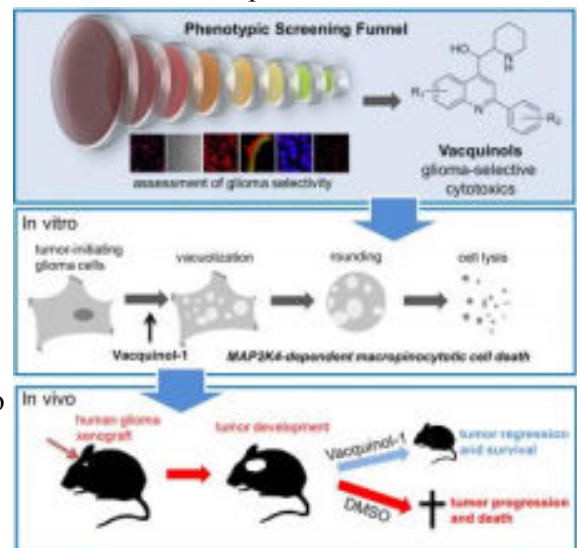 Phenotypic Screening Funnel
HO
N
H
R₁
N
R₂
Vacquinols
glioma-selective
cytotoxics
assessment of glioma selectivity
In vitro
tumor-initiating
glioma cells
vacuolization
rounding
cell lysis
Vacquinol-1
MAP2K4-dependent macropinocytotic cell death
In vivo
human glioma
xenograft
tumor development
Vacquinol-1
DMSO
tumor regression
and survival
tumor progression
and death